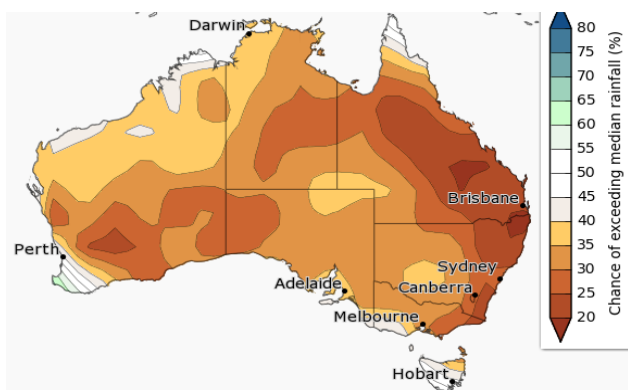 Darwin
Brisbane
Perth
Sydney
Adelaide
Canberra
Melbourne
Hobart
80
75
70
65
60
55
50
45
40
35
30
25
20
Chance of exceeding median rainfall (%)